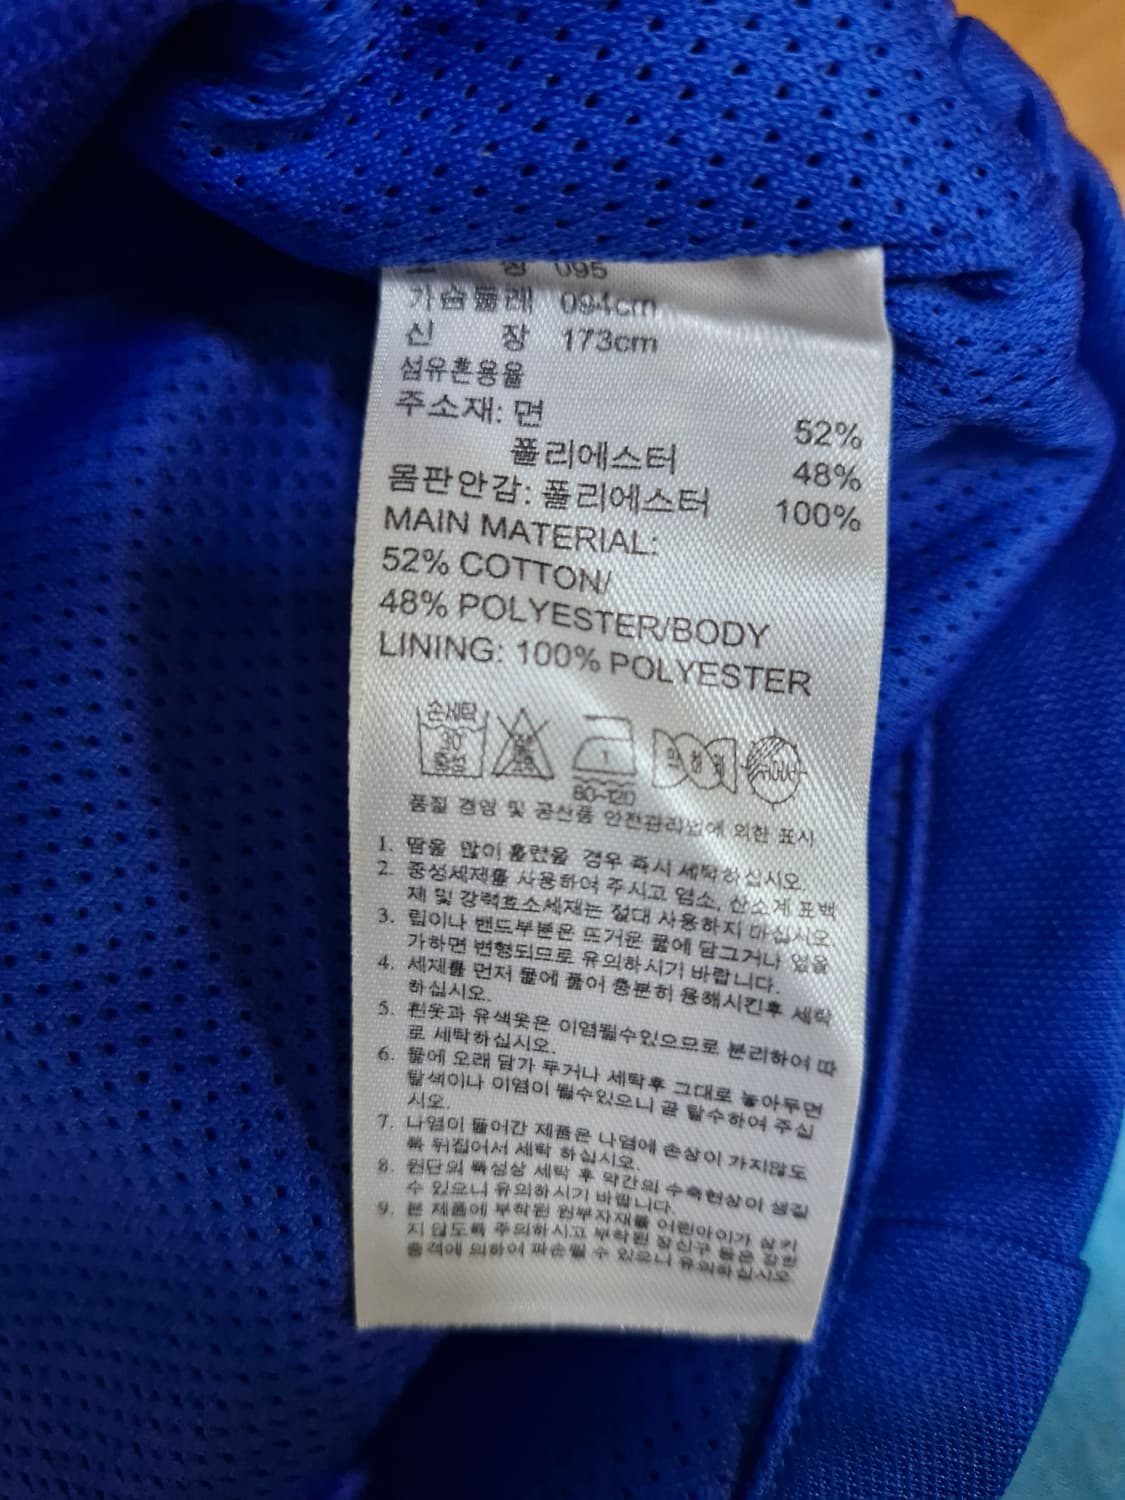 095
가슴둘레 094cm
신 장 173cm
섬유혼용율
주소재: 면 52%
폴리에스터 48%
몸판안감: 폴리에스터 100%
MAIN MATERIAL:
52% COTTON/
48% POLYESTER/BODY
LINING: 100% POLYESTER
손세탁
30
중성
1
80~120
품질 경영 및 공산품 안전관리법에 의한 표시
1. 땀을 많이 흘렸을 경우 즉시 세탁하십시오.
2. 중성세제를 사용하여 주시고 염소, 산소계 표백
제 및 강력효소세재는 절대 사용하지 마십시오.
3. 립이나 밴드부분은 뜨거운 물에 담그거나 열을
가하면 변형되므로 유의하시기 바랍니다.
4. 세재를 먼저 물에 풀어 충분히 용해시킨후 세탁
하십시오.
5. 흰옷과 유색옷은 이염될수있으므로 분리하여 따
로 세탁하십시오.
6. 물에 오래 담가 두거나 세탁후 그대로 놓아두면
탈색이나 이염이 될수있으니 곧 탈수하여 주십
시오.
7. 나염이 들어간 제품은 나염에 손상이 가지않도
록 뒤집어서 세탁 하십시오.
8. 원단의 특성상 세탁 후 약간의 수축현상이 생길
수 있으니 유의하시기 바랍니다.
9. 본 제품에 부착된 원부자재를 어린아이가 삼키
지 않도록 주의하시고 부착된 장신구 등은 강한
충격에 의하여 파손될 수 있으니 유의하십시오.